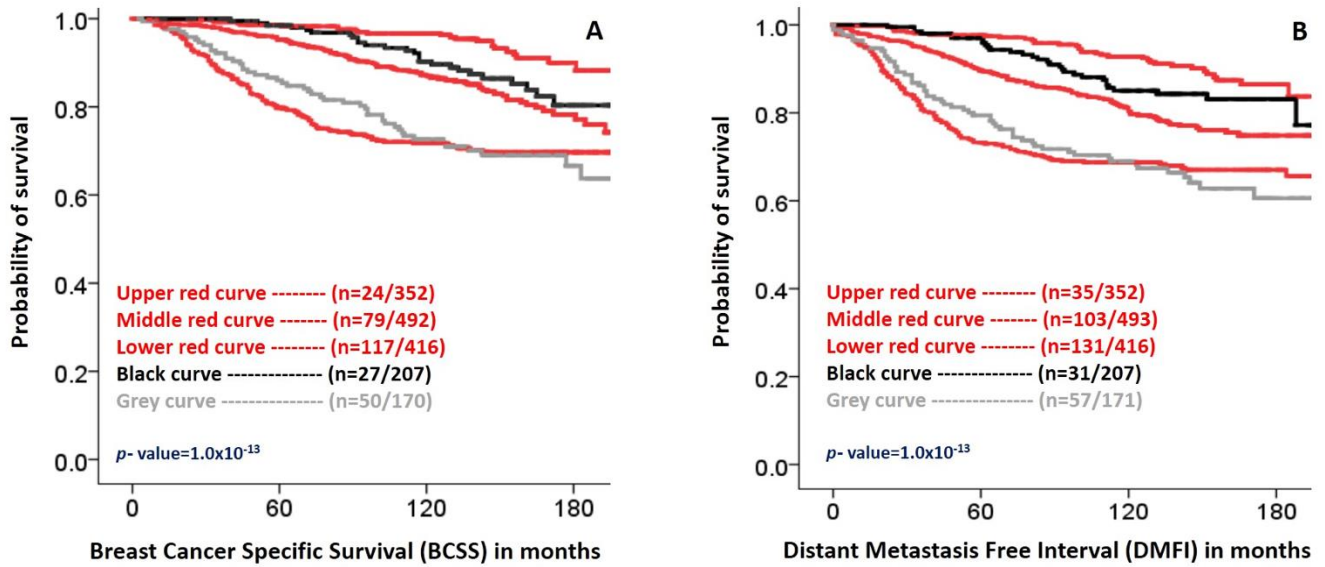 A
Probability of survival
1.0
0.8
0.6
0.4
0.2
0.0
Upper red curve -------- (n=24/352)
Middle red curve ------- (n=79/492)
Lower red curve -------- (n=117/416)
Black curve -------------- (n=27/207)
Grey curve --------------- (n=50/170)
p- value=1.0x10-13
0 60 120 180
Breast Cancer Specific Survival (BCSS) in months
B
Probability of survival
1.0
0.8
0.6
0.4
0.2
0.0
Upper red curve -------- (n=35/352)
Middle red curve ------- (n=103/493)
Lower red curve -------- (n=131/416)
Black curve -------------- (n=31/207)
Grey curve --------------- (n=57/171)
p- value=1.0x10-13
0 60 120 180
Distant Metastasis Free Interval (DMFI) in months